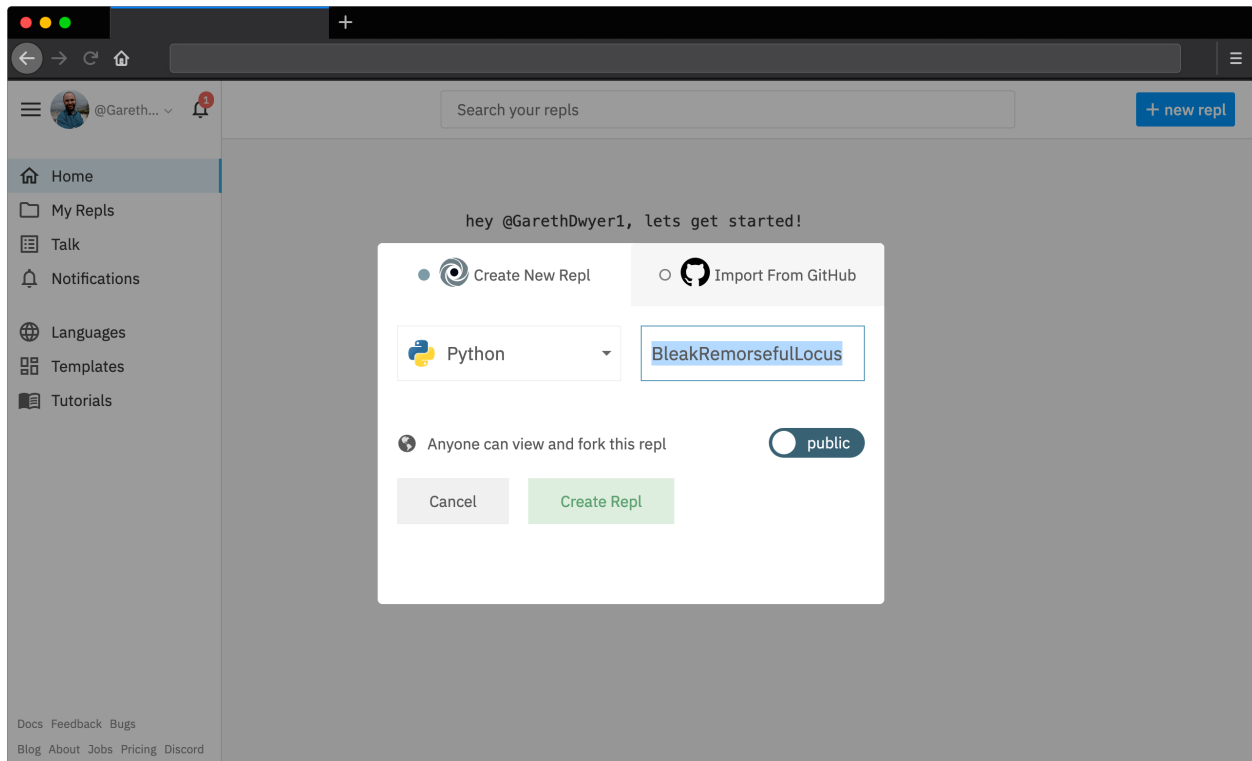 @Gareth...
1
Search your repls
+ new repl
Home
My Repls
Talk
Notifications
Languages
Templates
Tutorials
hey @GarethDwyer1, lets get started!
Create New Repl
Import From GitHub
Python
BleakRemorsefulLocus
Anyone can view and fork this repl
public
Cancel
Create Repl
Docs Feedback Bugs
Blog About Jobs Pricing Discord